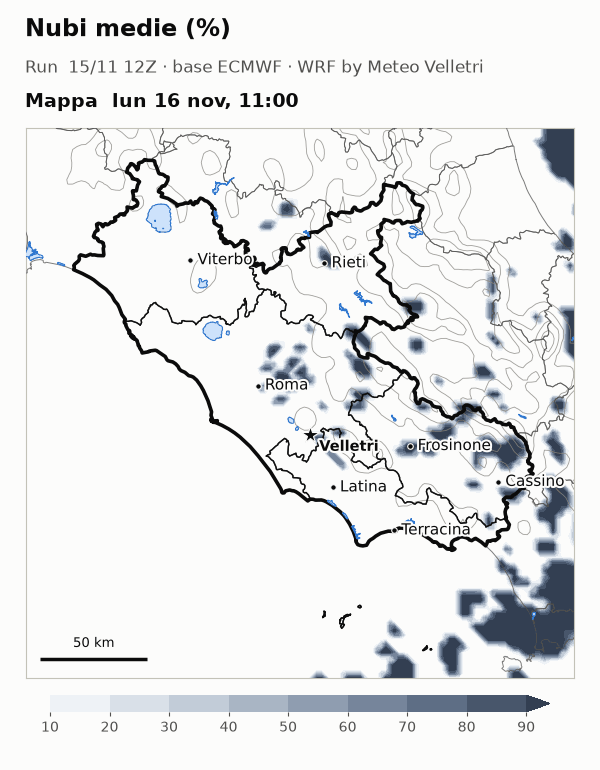 Nubi medie (%)
Run  15/11 12Z · base ECMWF · WRF by Meteo Velletri
Mappa  lun 16 nov, 11:00
Viterbo
Rieti
Roma
Velletri
Frosinone
Cassino
Latina
Terracina
50 km
10 20 30 40 50 60 70 80 90